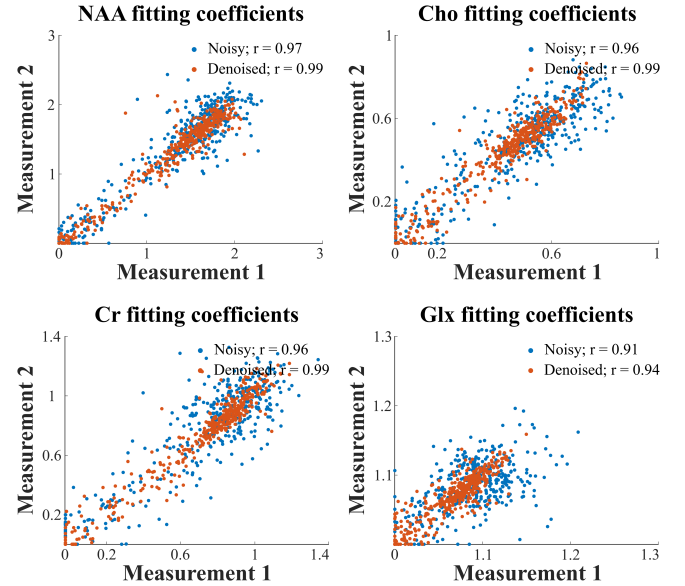 NAA fitting coefficients
3
2
1
0
0
1
2
3
Measurement 2
Measurement 1
Noisy; r = 0.97
Denoised; r = 0.99
Cho fitting coefficients
1
0.6
0.2
0
0.2
0.6
1
Measurement 2
Measurement 1
Noisy; r = 0.96
Denoised; r = 0.99
Cr fitting coefficients
1.4
1
0.6
0.2
0
0.2
0.6
1
1.4
Measurement 2
Measurement 1
Noisy; r = 0.96
Denoised; r = 0.99
Glx fitting coefficients
1.3
1.2
1.1
1.0
0
1.1
1.2
1.3
Measurement 2
Measurement 1
Noisy; r = 0.91
Denoised; r = 0.94